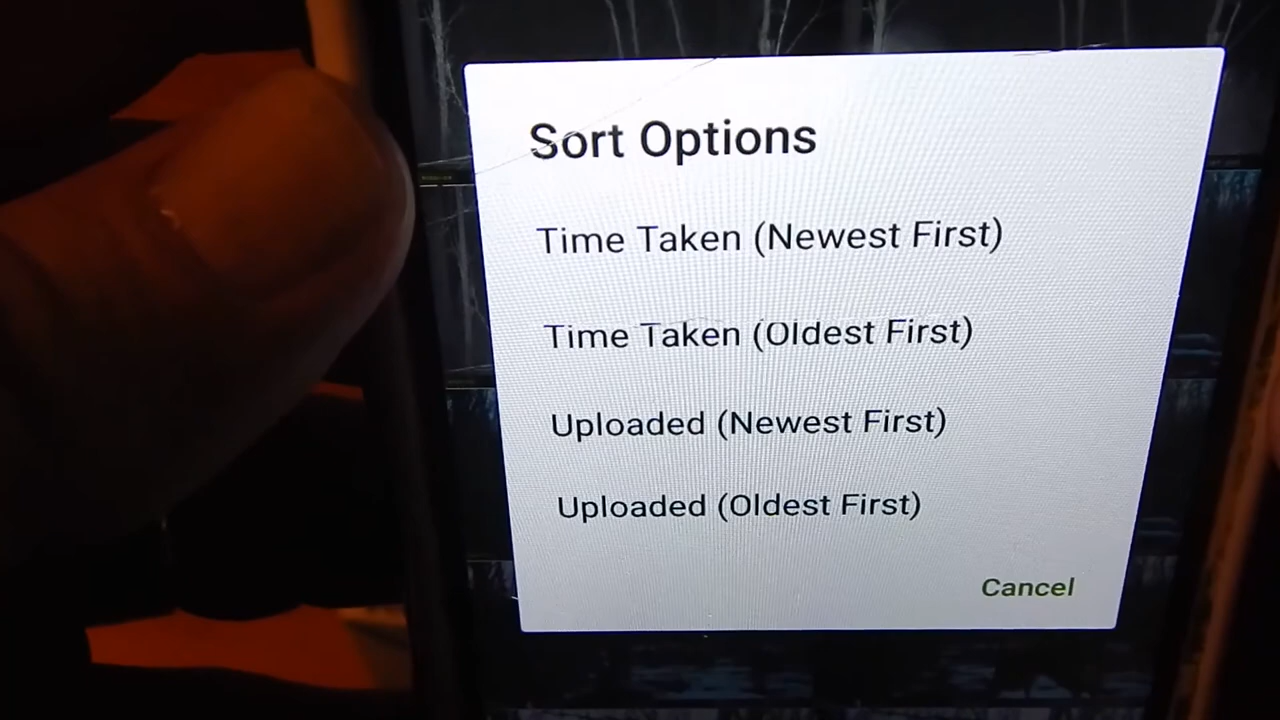 Sort Options
Time Taken (Newest First)
Time Taken (Oldest First)
Uploaded (Newest First)
Uploaded (Oldest First)
Cancel